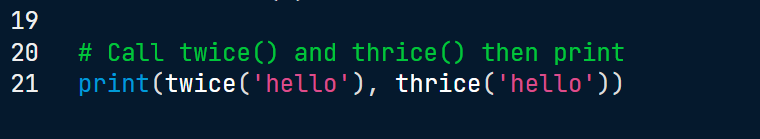 19
20 # Call twice() and thrice() then print
21 print(twice('hello'), thrice('hello'))